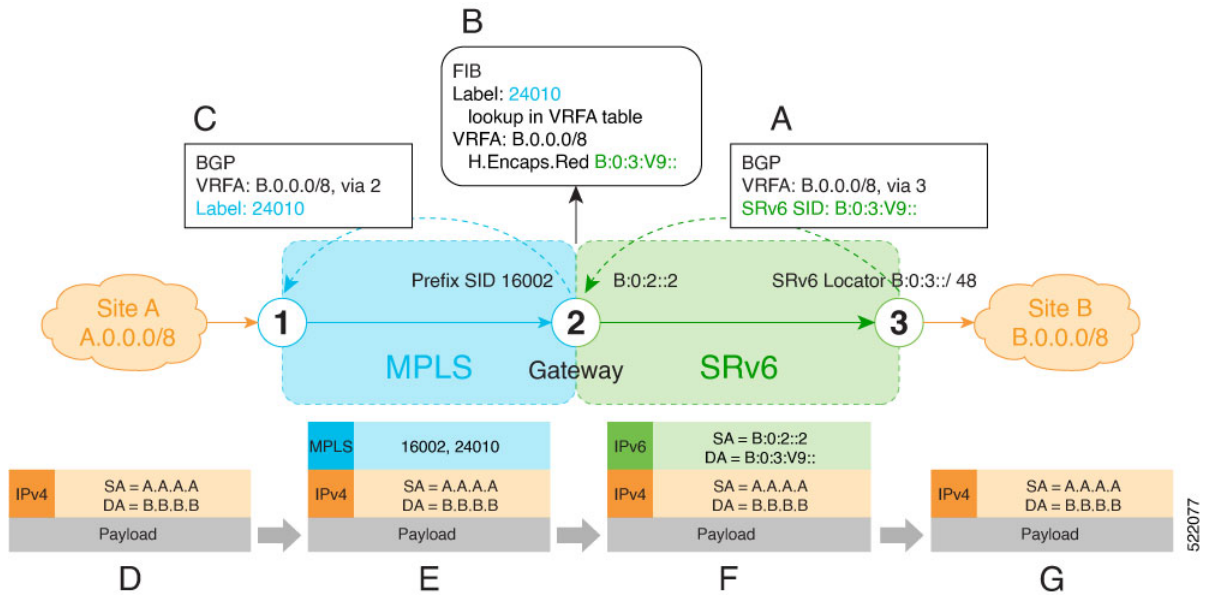 B
FIB
Label: 24010
lookup in VRFA table
VRFA: B.0.0.0/8
H.Encaps.Red B:0:3:V9::
C
BGP
VRFA: B.0.0.0/8, via 2
Label: 24010
A
BGP
VRFA: B.0.0.0/8, via 3
SRv6 SID: B:0:3:V9::
Prefix SID 16002
B:0:2::2
SRv6 Locator B:0:3::/ 48
Site A
A.0.0.0/8
1
2
3
Site B
B.0.0.0/8
MPLS
Gateway
SRv6
IPv4
SA = A.A.A.A
DA = B.B.B.B
Payload
D
MPLS
16002, 24010
IPv4
SA = A.A.A.A
DA = B.B.B.B
Payload
E
IPv6
SA = B:0:2::2
DA = B:0:3:V9::
IPv4
SA = A.A.A.A
DA = B.B.B.B
Payload
F
IPv4
SA = A.A.A.A
DA = B.B.B.B
Payload
G
522077